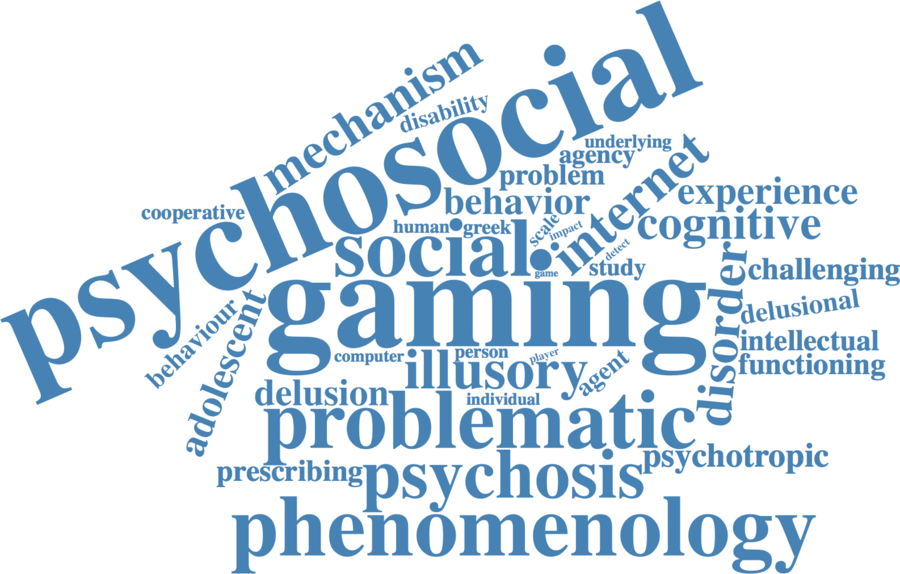 mechanism
disability
psychosocial
underlying
agency
problem
internet
behavior
experience
cooperative
cognitive
human
greek
scale
impact
social
detect
game
study
challenging
gaming
disorder
delusional
behaviour
adolescent
intellectual
functioning
computer
person
player
illusory
agent
delusion
individual
problematic
psychotropic
prescribing
psychosis
phenomenology